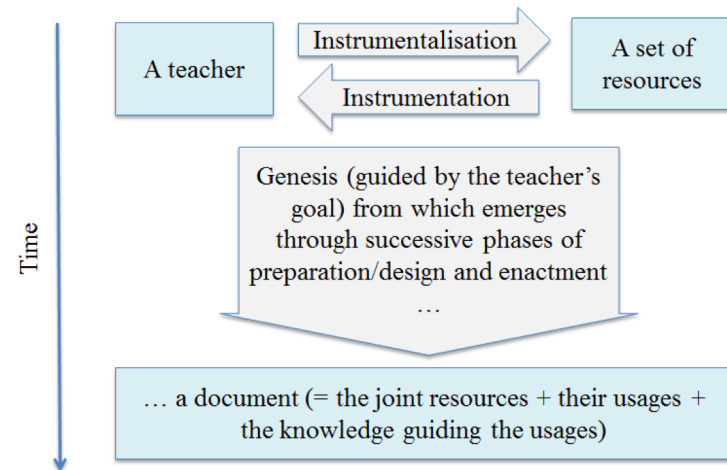 Instrumentalisation
A teacher
A set of
resources
Instrumentation
Genesis (guided by the teacher’s
goal) from which emerges
through successive phases of
preparation/design and enactment
…
Time
… a document (= the joint resources + their usages +
the knowledge guiding the usages)